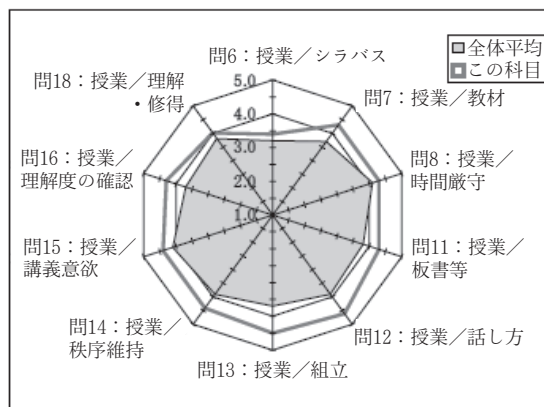 全体平均
この科目
問6：授業／シラバス
問7：授業／教材
問8：授業／
時間厳守
問11：授業／
板書等
問12：授業／話し方
問13：授業／組立
問14：授業／
秩序維持
問15：授業／
講義意欲
問16：授業／
理解度の確認
問18：授業／理解
・修得
5.0
4.0
3.0
2.0
1.0